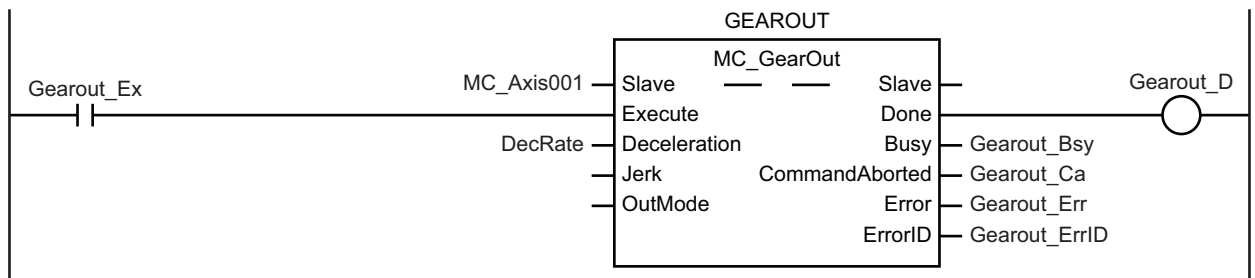 GEAROUT
MC_GearOut
Gearout_Ex
MC_Axis001 Slave Slave Gearout_D
Execute Done
DecRate Deceleration Busy Gearout_Bsy
Jerk CommandAborted Gearout_Ca
OutMode Error Gearout_Err
ErrorID Gearout_ErrID